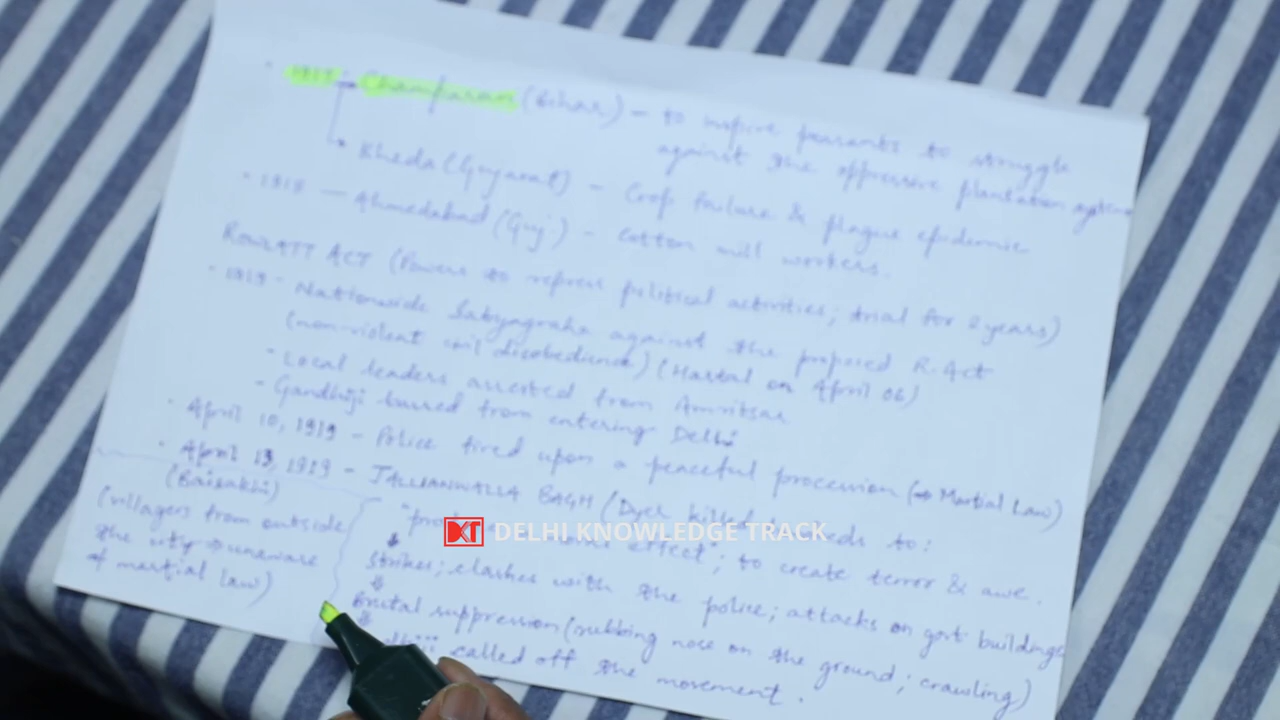 Champaran (Bihar) - to inspire peasants to struggle
against the oppressive plantation system
Kheda (Gujarat) - Crop failure & plague epidemic
1918 - Ahmedabad (Guj.) - Cotton mill workers.
ROWLATT ACT (Powers to repress political activities; trial for 2 years)
1919 - Nationwide Satyagraha against the proposed R. Act
(non-violent civil disobedience) (Hartal on April 06)
- Local leaders arrested from Amritsar
- Gandhiji barred from entering Delhi
April 10, 1919 - Police fired upon a peaceful procession (→ Martial Law)
April 13, 1919 - JALLIANWALLA BAGH (Dyer killed to:
(Baisakhi)
effect"; to create terror & awe.
(villagers from outside
the city → unaware
of martial law)
strikes; clashes with the police; attacks on govt buildings
Brutal suppression (rubbing nose on the ground; crawling)
called off the movement.
DKT DELHI KNOWLEDGE TRACK